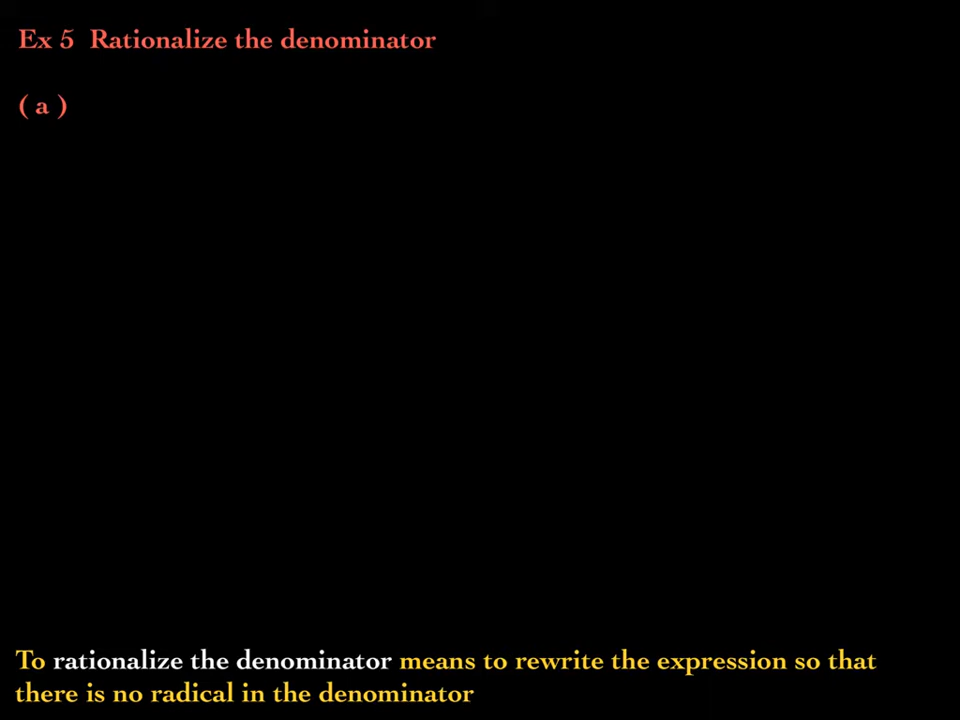 Ex 5  Rationalize the denominator
( a )
To rationalize the denominator means to rewrite the expression so that
there is no radical in the denominator